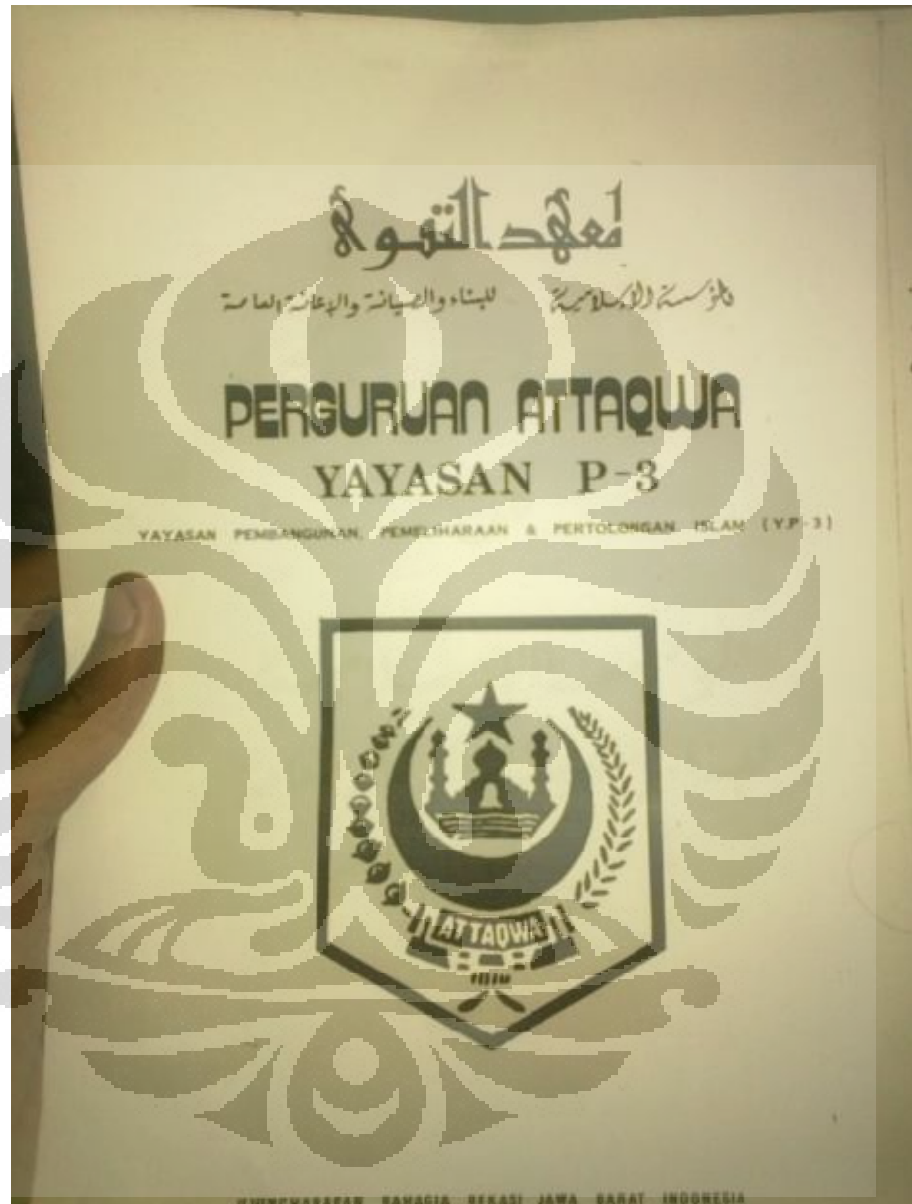 معهد التقوى
المؤسسة الإسلامية للبناء والصيانة والإعانة العامة
PERGURUAN ATTAQWA
YAYASAN P-3
YAYASAN PEMBANGUNAN, PEMELIHARAAN & PERTOLONGAN ISLAM (Y.P-3)
ATTAQWA
BAHAGIA BEKASI JAWA BARAT INDONESIA